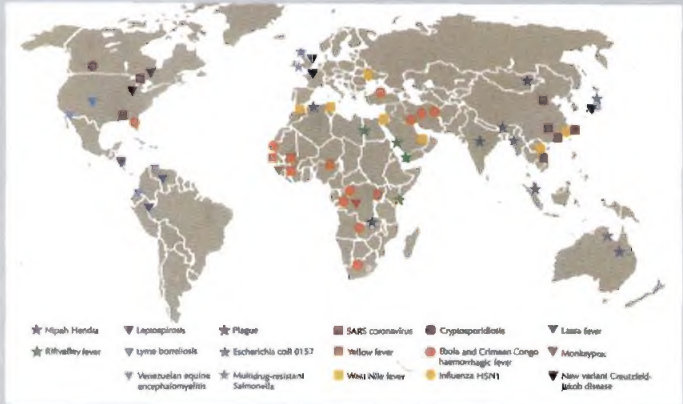 Nipah Hendra
Leptospirosis
Plague
SARS coronavirus
Cryptosporidiosis
Lassa fever
Riftvalley fever
Lyme borreliosis
Escherichia coli 0157
Yellow fever
Ebola and Crimean Congo
haemorrhagic fever
Monkeypox
Venezuelan equine
encephalomyelitis
Multidrug-resistant
Salmonella
West Nile fever
Influenza H5N1
New variant Creutzfeld-
Jakob disease